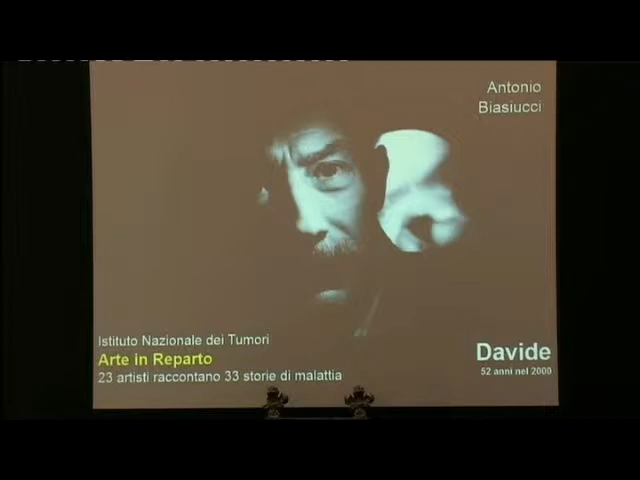 Antonio
Biasiucci
Istituto Nazionale dei Tumori
Arte in Reparto
23 artisti raccontano 33 storie di malattia
Davide
52 anni nel 2000